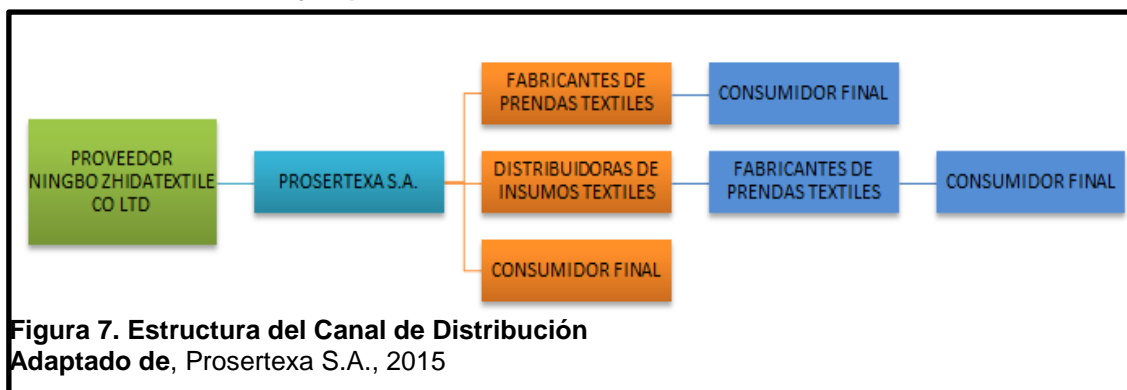 PROVEEDOR
NINGBO ZHIDATEXTILE
CO LTD
PROSERTEXA S.A.
FABRICANTES DE
PRENDAS TEXTILES
CONSUMIDOR FINAL
DISTRIBUIDORAS DE
INSUMOS TEXTILES
FABRICANTES DE
PRENDAS TEXTILES
CONSUMIDOR FINAL
CONSUMIDOR FINAL
Figura 7. Estructura del Canal de Distribución
Adaptado de, Prosertexa S.A., 2015